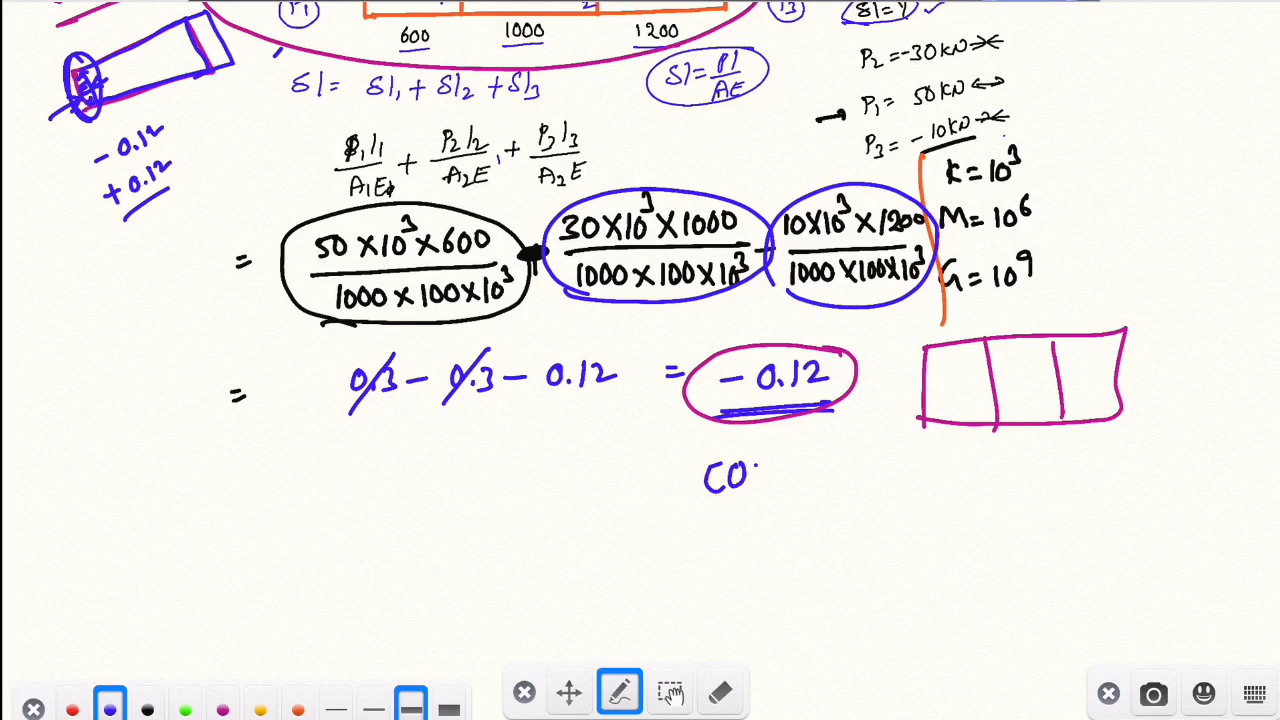 P1 2 P3
600 1000 1200
δl = y
δl = δl1 + δl2 + δl3
δl = Pl/AE
P2 = -30KN
P1 = 50KN
P3 = -10KN
-0.12
+0.12
P1l1/A1E + P2l2/A2E + P3l3/A2E
K = 10^3
M = 10^6
G = 10^9
= 50×10^3×600/1000×100×10^3 30×10^3×1000/1000×100×10^3 - 10×10^3×1200/1000×100×10^3
= 0.3 - 0.3 - 0.12 = -0.12
CO